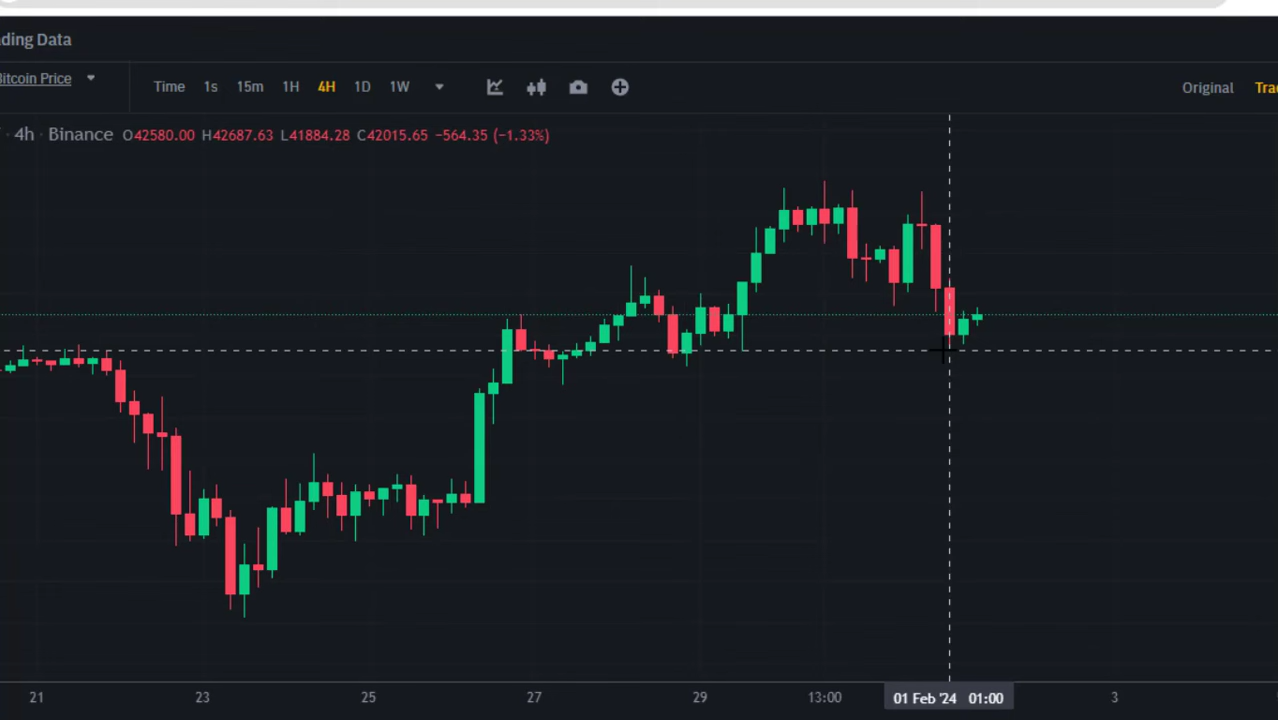 ding Data
itcoin Price
Time 1s 15m 1H 4H 1D 1W
Original Tra
· 4h · Binance O42580.00 H42687.63 L41884.28 C42015.65 −564.35 (−1.33%)
21 23 25 27 29 13:00 01 Feb '24 01:00 3